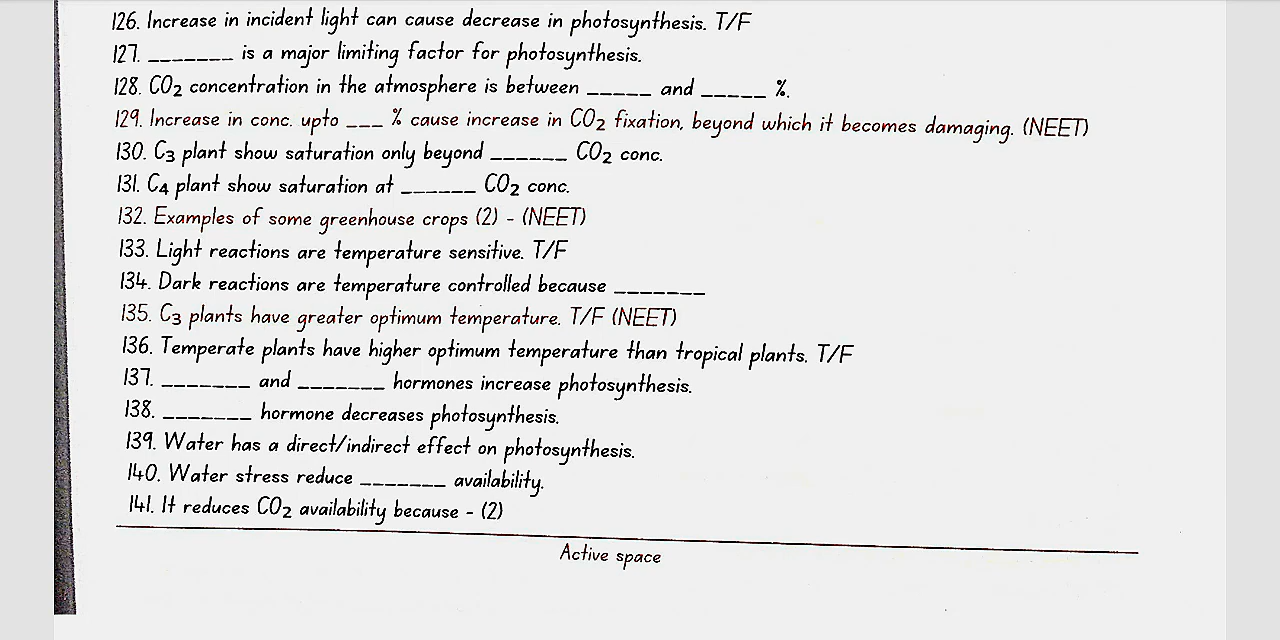 126. Increase in incident light can cause decrease in photosynthesis. T/F
127. _______ is a major limiting factor for photosynthesis.
128. CO₂ concentration in the atmosphere is between _____ and _____ %.
129. Increase in conc. upto ___ % cause increase in CO₂ fixation, beyond which it becomes damaging. (NEET)
130. C₃ plant show saturation only beyond ______ CO₂ conc.
131. C₄ plant show saturation at ______ CO₂ conc.
132. Examples of some greenhouse crops (2) - (NEET)
133. Light reactions are temperature sensitive. T/F
134. Dark reactions are temperature controlled because _______
135. C₃ plants have greater optimum temperature. T/F (NEET)
136. Temperate plants have higher optimum temperature than tropical plants. T/F
137. _______ and _______ hormones increase photosynthesis.
138. _______ hormone decreases photosynthesis.
139. Water has a direct/indirect effect on photosynthesis.
140. Water stress reduce _______ availability.
141. It reduces CO₂ availability because - (2)
Active space